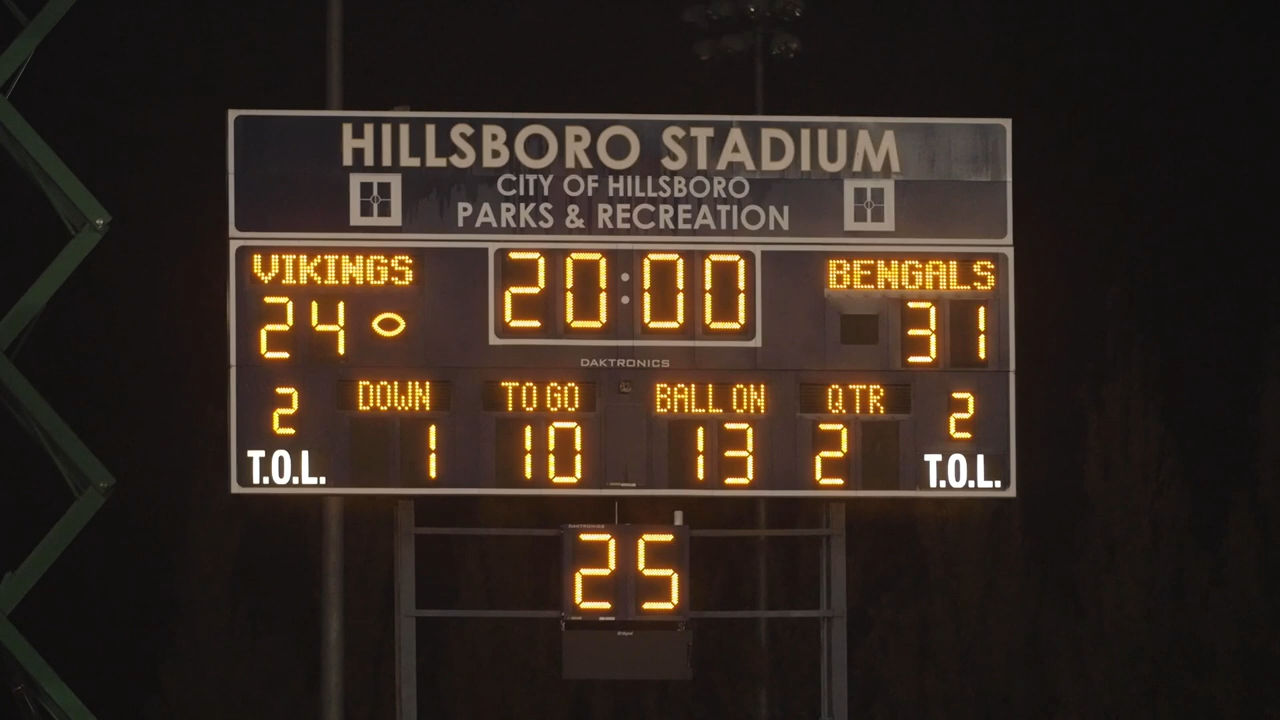 HILLSBORO STADIUM
CITY OF HILLSBORO
PARKS & RECREATION
VIKINGS 20:00 BENGALS
24 31
DAKTRONICS
DOWN TO GO BALL ON QTR
2 1 10 13 2 2
T.O.L. T.O.L.
DAKTRONICS
25